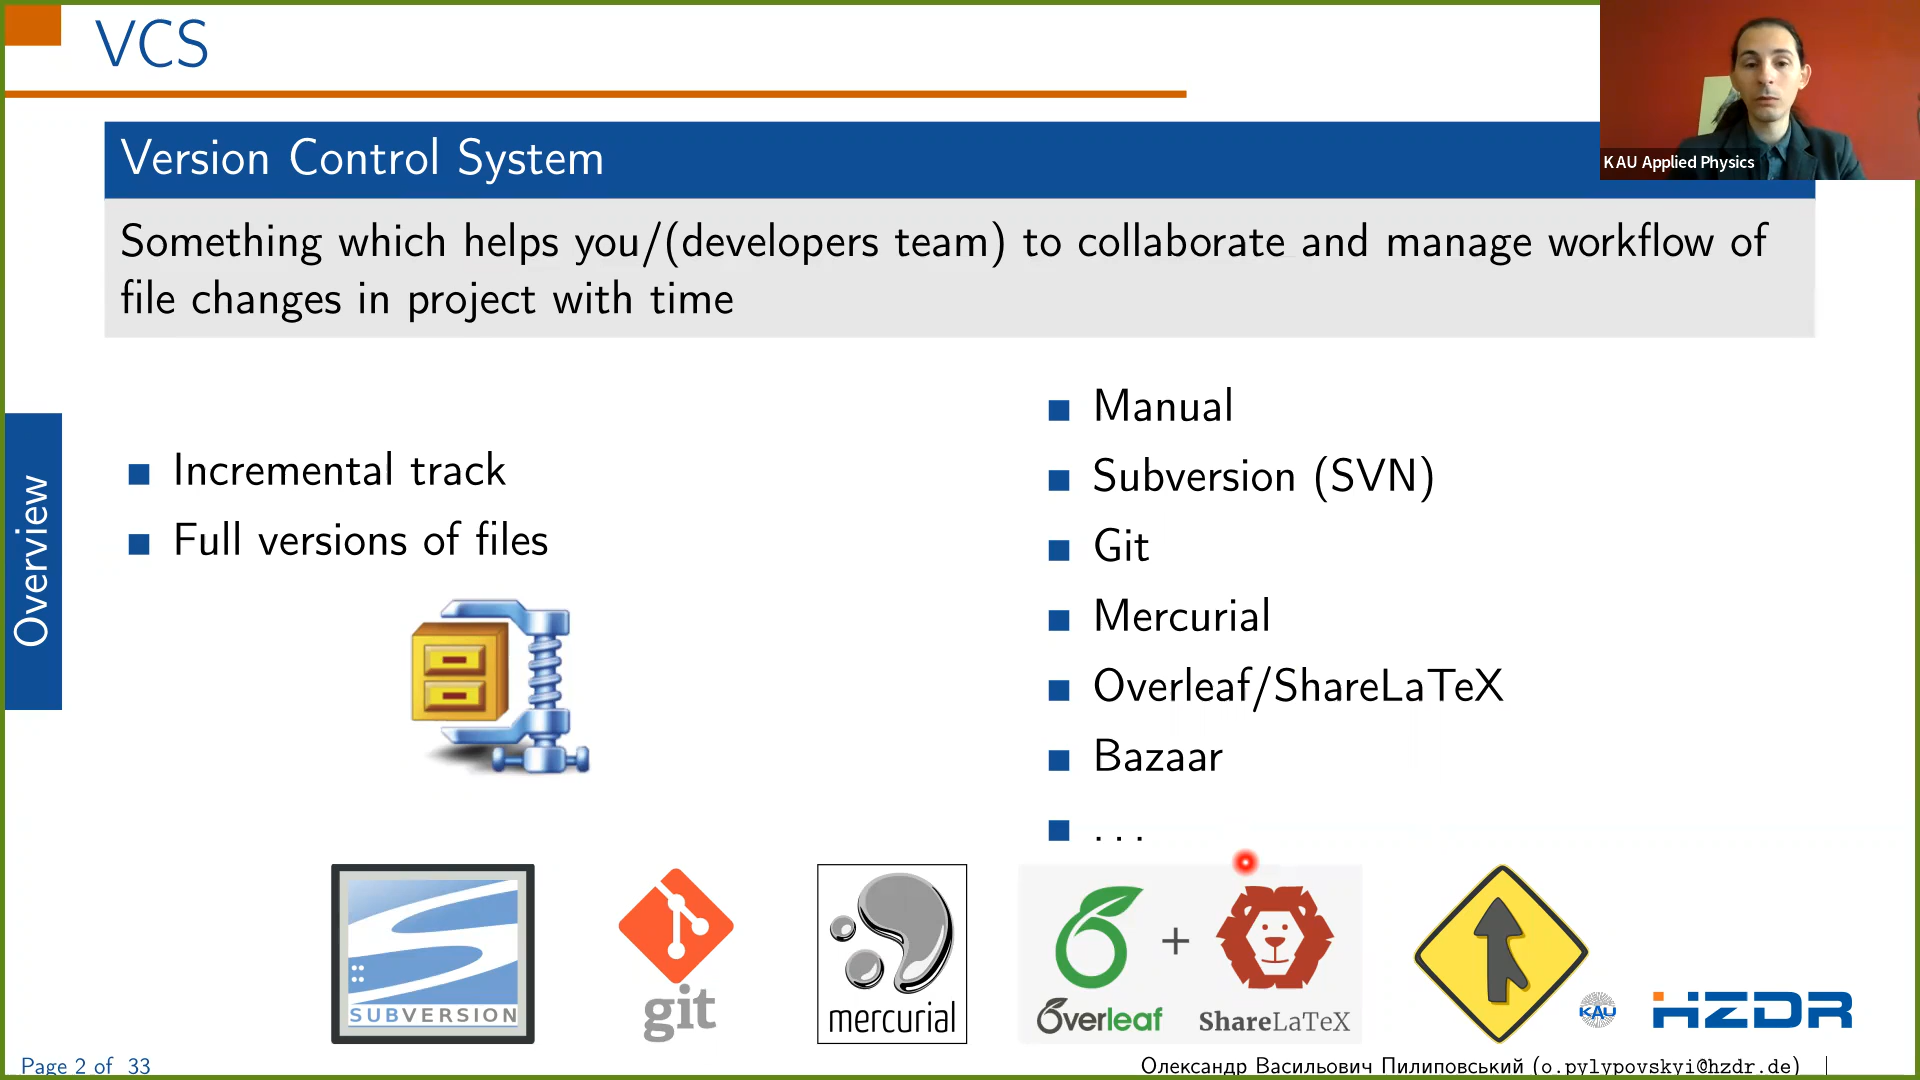 VCS
KAU Applied Physics
Version Control System
Something which helps you/(developers team) to collaborate and manage workflow of
file changes in project with time
Overview
Incremental track
Full versions of files
Manual
Subversion (SVN)
Git
Mercurial
Overleaf/ShareLaTeX
Bazaar
...
SUBVERSION
git
mercurial
Overleaf
+
ShareLaTeX
KAU
HZDR
Page 2 of 33
Олександр Васильович Пилиповський (o.pylypovskyi@hzdr.de)